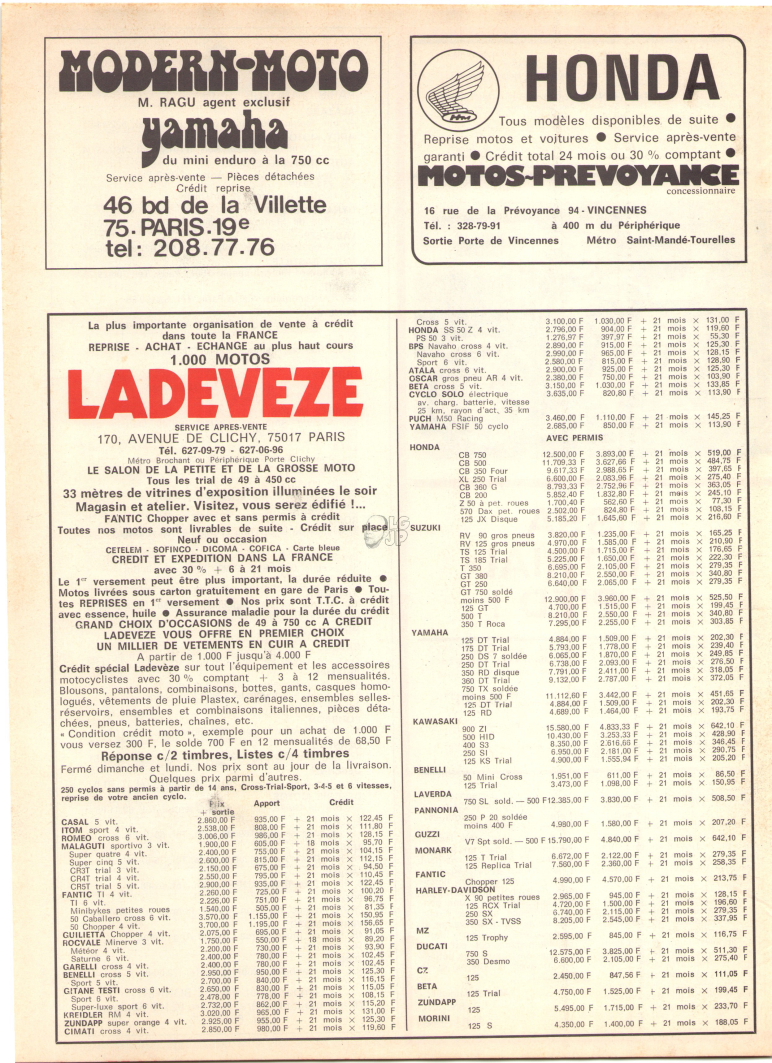 MODERN-MOTO
M. RAGU agent exclusif
yamaha
du mini enduro à la 750 cc
Service après-vente — Pièces détachées
Crédit reprise
46 bd de la Villette
75.PARIS.19e
tel: 208.77.76
HONDA
Tous modèles disponibles de suite ●
Reprise motos et voitures ● Service après-vente
garanti ● Crédit total 24 mois ou 30 % comptant ●
MOTOS-PREVOYANCE
concessionnaire
16 rue de la Prévoyance 94 - VINCENNES
Tél. : 328-79-91 à 400 m du Périphérique
Sortie Porte de Vincennes Métro Saint-Mandé-Tourelles
La plus importante organisation de vente à crédit
dans toute la FRANCE
REPRISE - ACHAT - ECHANGE au plus haut cours
1.000 MOTOS
LADEVEZE
SERVICE APRES-VENTE
170, AVENUE DE CLICHY, 75017 PARIS
Tél. 627-09-79 - 627-06-96
Métro Brochant ou Périphérique Porte Clichy
LE SALON DE LA PETITE ET DE LA GROSSE MOTO
Tous les trial de 49 à 450 cc
33 mètres de vitrines d'exposition illuminées le soir
Magasin et atelier. Visitez, vous serez édifié !...
FANTIC Chopper avec et sans permis à crédit
Toutes nos motos sont livrables de suite - Crédit sur place
Neuf ou occasion
CETELEM - SOFINCO - DICOMA - COFICA - Carte bleue
CREDIT ET EXPEDITION DANS LA FRANCE
avec 30 % + 6 à 21 mois
Le 1er versement peut être plus important, la durée réduite ●
Motos livrées sous carton gratuitement en gare de Paris ● Tou-
tes REPRISES en 1er versement ● Nos prix sont T.T.C. à crédit
avec essence, huile ● Assurance maladie pour la durée du crédit
GRAND CHOIX D'OCCASIONS de 49 à 750 cc A CREDIT
LADEVEZE VOUS OFFRE EN PREMIER CHOIX
UN MILLIER DE VETEMENTS EN CUIR A CREDIT
A partir de 1.000 F jusqu'à 4.000 F
Crédit spécial Ladevèze sur tout l'équipement et les accessoires
motocyclistes avec 30 % comptant + 3 à 12 mensualités.
Blousons, pantalons, combinaisons, bottes, gants, casques homo-
logués, vêtements de pluie Plastex, carénages, ensembles selles-
réservoirs, ensembles et combinaisons italiennes, pièces déta-
chées, pneus, batteries, chaînes, etc.
« Condition crédit moto », exemple pour un achat de 1.000 F
vous versez 300 F, le solde 700 F en 12 mensualités de 68,50 F
Réponse c/2 timbres, Listes c/4 timbres
Fermé dimanche et lundi. Nos prix sont au jour de la livraison.
Quelques prix parmi d'autres.
250 cyclos sans permis à partir de 14 ans, Cross-Trial-Sport, 3-4-5 et 6 vitesses,
reprise de votre ancien cyclo.
Prix Apport Crédit
+ sortie
CASAL 5 vit. 2.860,00 F 935,00 F + 21 mois × 122,45 F
ITOM sport 4 vit. 2.538,00 F 808,00 F + 21 mois × 111,80 F
ROMEO cross 6 vit. 3.006,00 F 986,00 F + 21 mois × 128,15 F
MALAGUTI sportivo 3 vit. 1.900,00 F 605,00 F + 18 mois × 95,70 F
Super quatre 4 vit. 2.400,00 F 755,00 F + 21 mois × 104,15 F
Super cinq 5 vit. 2.600,00 F 815,00 F + 21 mois × 112,15 F
CR3T trial 3 vit. 2.150,00 F 675,00 F + 21 mois × 94,50 F
CR4T trial 4 vit. 2.550,00 F 795,00 F + 21 mois × 110,45 F
CR5T trial 5 vit. 2.900,00 F 935,00 F + 21 mois × 122,45 F
FANTIC TI 4 vit. 2.260,00 F 725,00 F + 21 mois × 100,20 F
TI 6 vit. 2.226,00 F 751,00 F + 21 mois × 96,75 F
Minibykes petites roues 1.540,00 F 505,00 F + 21 mois × 81,35 F
50 Caballero cross 6 vit. 3.570,00 F 1.155,00 F + 21 mois × 150,95 F
50 Chopper 4 vit. 3.700,00 F 1.195,00 F + 21 mois × 156,65 F
GUILIETTA Chopper 4 vit. 2.075,00 F 695,00 F + 21 mois × 91,05 F
ROCVALE Minerve 3 vit. 1.750,00 F 550,00 F + 18 mois × 89,20 F
Météor 4 vit. 2.200,00 F 730,00 F + 21 mois × 93,90 F
Saturne 6 vit. 2.400,00 F 780,00 F + 21 mois × 102,45 F
GARELLI cross 4 vit. 2.400,00 F 780,00 F + 21 mois × 102,45 F
BENELLI cross 5 vit. 2.950,00 F 950,00 F + 21 mois × 125,30 F
Sport 5 vit. 2.700,00 F 840,00 F + 21 mois × 116,15 F
GITANE TESTI cross 6 vit. 2.650,00 F 830,00 F + 21 mois × 115,05 F
Sport 6 vit. 2.478,00 F 778,00 F + 21 mois × 108,15 F
Super-luxe sport 6 vit. 2.732,00 F 862,00 F + 21 mois × 115,20 F
KREIDLER RM 4 vit. 3.020,00 F 965,00 F + 21 mois × 131,00 F
ZUNDAPP super orange 4 vit. 2.925,00 F 955,00 F + 21 mois × 125,30 F
CIMATI cross 4 vit. 2.850,00 F 980,00 F + 21 mois × 119,60 F
Cross 5 vit. 3.100,00 F 1.030,00 F + 21 mois × 131,00 F
HONDA SS 50 Z 4 vit. 2.796,00 F 904,00 F + 21 mois × 119,60 F
PS 50 3 vit. 1.276,97 F 397,97 F + 21 mois × 55,30 F
BPS Navaho cross 4 vit. 2.890,00 F 915,00 F + 21 mois × 125,30 F
Navaho cross 6 vit. 2.990,00 F 965,00 F + 21 mois × 128,15 F
Sport 6 vit. 2.580,00 F 815,00 F + 21 mois × 128,90 F
ATALA cross 6 vit. 2.900,00 F 925,00 F + 21 mois × 125,30 F
OSCAR gros pneu AR 4 vit. 2.380,00 F 750,00 F + 21 mois × 103,90 F
BETA cross 5 vit. 3.150,00 F 1.030,00 F + 21 mois × 133,85 F
CYCLO SOLO électrique 3.635,00 F 820,80 F + 21 mois × 113,90 F
av. charg. batterie, vitesse
25 km, rayon d'act, 35 km
PUCH M50 Racing 3.460,00 F 1.110,00 F + 21 mois × 145,25 F
YAMAHA FSIF 50 cyclo 2.685,00 F 850,00 F + 21 mois × 113,90 F
AVEC PERMIS
HONDA
CB 750 12.500,00 F 3.893,00 F + 21 mois × 519,00 F
CB 500 11.709,33 F 3.627,66 F + 21 mois × 484,75 F
CB 350 Four 9.617,33 F 2.988,65 F + 21 mois × 397,65 F
XL 250 Trial 6.600,00 F 2.083,96 F + 21 mois × 275,40 F
CB 360 G 8.793,33 F 2.752,96 F + 21 mois × 363,05 F
CB 200 5.852,40 F 1.832,80 F + 21 mois × 245,10 F
Z 50 à pet. roues 1.700,40 F 562,60 F + 21 mois × 77,30 F
570 Dax pet. roues 2.502,00 F 824,80 F + 21 mois × 108,15 F
125 JX Disque 5.185,20 F 1.645,60 F + 21 mois × 216,60 F
SUZUKI
RV 90 gros pneus 3.820,00 F 1.235,00 F + 21 mois × 165,25 F
RV 125 gros pneus 4.970,00 F 1.585,00 F + 21 mois × 210,90 F
TS 125 Trial 4.500,00 F 1.715,00 F + 21 mois × 176,65 F
TS 185 Trial 5.225,00 F 1.650,00 F + 21 mois × 222,30 F
T 350 6.695,00 F 2.105,00 F + 21 mois × 279,35 F
GT 380 8.210,00 F 2.550,00 F + 21 mois × 340,80 F
GT 250 6.640,00 F 2.065,00 F + 21 mois × 279,35 F
GT 750 soldé
moins 500 F 12.900,00 F 3.960,00 F + 21 mois × 525,50 F
125 GT 4.700,00 F 1.515,00 F + 21 mois × 199,45 F
500 T 8.210,00 F 2.550,00 F + 21 mois × 340,80 F
350 T Roca 7.295,00 F 2.255,00 F + 21 mois × 303,85 F
YAMAHA
125 DT Trial 4.884,00 F 1.509,00 F + 21 mois × 202,30 F
175 DT Trial 5.793,00 F 1.778,00 F + 21 mois × 239,40 F
250 DS 7 soldée 6.065,00 F 1.870,00 F + 21 mois × 249,85 F
250 DT Trial 6.738,00 F 2.093,00 F + 21 mois × 276,50 F
350 RD disque 7.791,00 F 2.411,00 F + 21 mois × 318,05 F
360 DT Trial 9.132,00 F 2.787,00 F + 21 mois × 372,05 F
750 TX soldée
moins 500 F 11.112,60 F 3.442,00 F + 21 mois × 451,65 F
125 DT Trial 4.884,00 F 1.509,00 F + 21 mois × 202,30 F
125 RD 4.689,00 F 1.464,00 F + 21 mois × 193,75 F
KAWASAKI
900 ZI 15.580,00 F 4.833,33 F + 21 mois × 642,10 F
500 HID 10.430,00 F 3.253,33 F + 21 mois × 428,90 F
400 S3 8.350,00 F 2.616,66 F + 21 mois × 346,45 F
250 SI 6.950,00 F 2.181,00 F + 21 mois × 290,75 F
125 KS Trial 4.900,00 F 1.555,94 F + 21 mois × 205,20 F
BENELLI
50 Mini Cross 1.951,00 F 611,00 F + 21 mois × 86,50 F
125 Trial 3.473,00 F 1.098,00 F + 21 mois × 150,95 F
LAVERDA
750 SL sold. — 500 F 12.385,00 F 3.830,00 F + 21 mois × 508,50 F
PANNONIA
250 P 20 soldée
moins 400 F 4.980,00 F 1.580,00 F + 21 mois × 207,20 F
GUZZI
V7 Spt sold. — 500 F 15.790,00 F 4.840,00 F + 21 mois × 642,10 F
MONARK
125 T Trial 6.672,00 F 2.122,00 F + 21 mois × 279,35 F
125 Replica Trial 7.560,00 F 2.360,00 F + 21 mois × 258,35 F
FANTIC
Chopper 125 4.990,00 F 4.570,00 F + 21 mois × 213,75 F
HARLEY-DAVIDSON
X 90 petites roues 2.965,00 F 945,00 F + 21 mois × 128,15 F
125 RCX Trial 4.720,00 F 1.500,00 F + 21 mois × 196,60 F
250 SX 6.740,00 F 2.115,00 F + 21 mois × 279,35 F
350 SX - TVSS 8.205,00 F 2.545,00 F + 21 mois × 337,95 F
MZ
125 Trophy 2.595,00 F 845,00 F + 21 mois × 116,75 F
DUCATI
750 S 12.575,00 F 3.825,00 F + 21 mois × 511,30 F
350 Desmo 6.600,00 F 2.105,00 F + 21 mois × 275,40 F
CZ
125 2.450,00 F 847,56 F + 21 mois × 111,05 F
BETA
125 Trial 4.750,00 F 1.525,00 F + 21 mois × 199,45 F
ZUNDAPP
125 5.495,00 F 1.715,00 F + 21 mois × 233,70 F
MORINI
125 S 4.350,00 F 1.400,00 F + 21 mois × 188,05 F